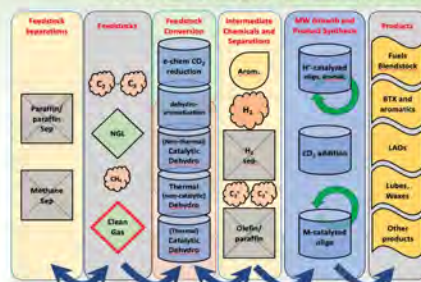 Feedstock
Separations
Paraffin/
paraffin
Sep
Methane
Sep
Feedstocks
C₂
C₃
NGL
CH₄
Clean
Gas
Feedstock
Conversion
e-chem CO₂
reduction
dehydro-
aromatization
(Non-thermal)
Catalytic
Dehydro
Thermal
(non-catalytic)
Dehydro
(Thermal)
Catalytic
Dehydro
Intermediate
Chemicals and
Separations
Arom.
H₂
H₂
sep
C₂⁼
C₃⁼
Olefin/
paraffin
MW Growth and
Product Synthesis
H⁺-catalyzed
oligo, aromat.
CO₂ addition
M-catalyzed
oligo
Products
Fuels
Blendstock
BTX and
aromatics
LAOs
Lubes,
Waxes
Other
products